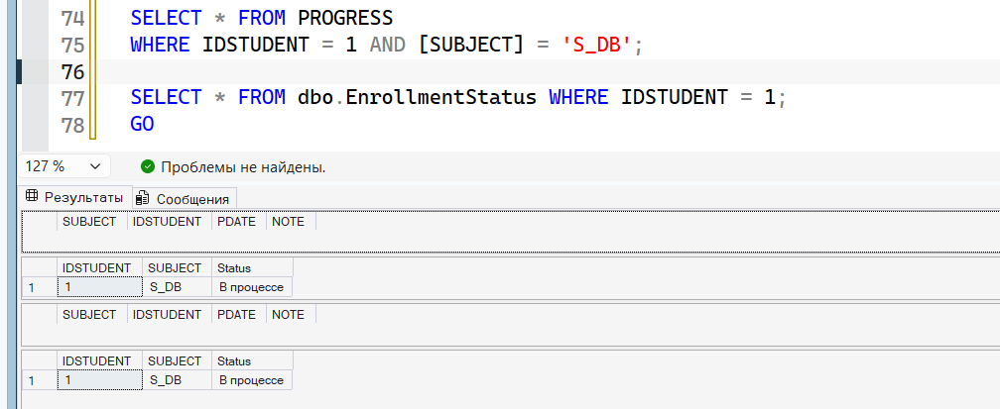 74 SELECT * FROM PROGRESS
75 WHERE IDSTUDENT = 1 AND [SUBJECT] = 'S_DB';
76
77 SELECT * FROM dbo.EnrollmentStatus WHERE IDSTUDENT = 1;
78 GO
127 % Проблемы не найдены.
Результаты Сообщения
SUBJECT IDSTUDENT PDATE NOTE
IDSTUDENT SUBJECT Status
1 1 S_DB В процессе
SUBJECT IDSTUDENT PDATE NOTE
IDSTUDENT SUBJECT Status
1 1 S_DB В процессе